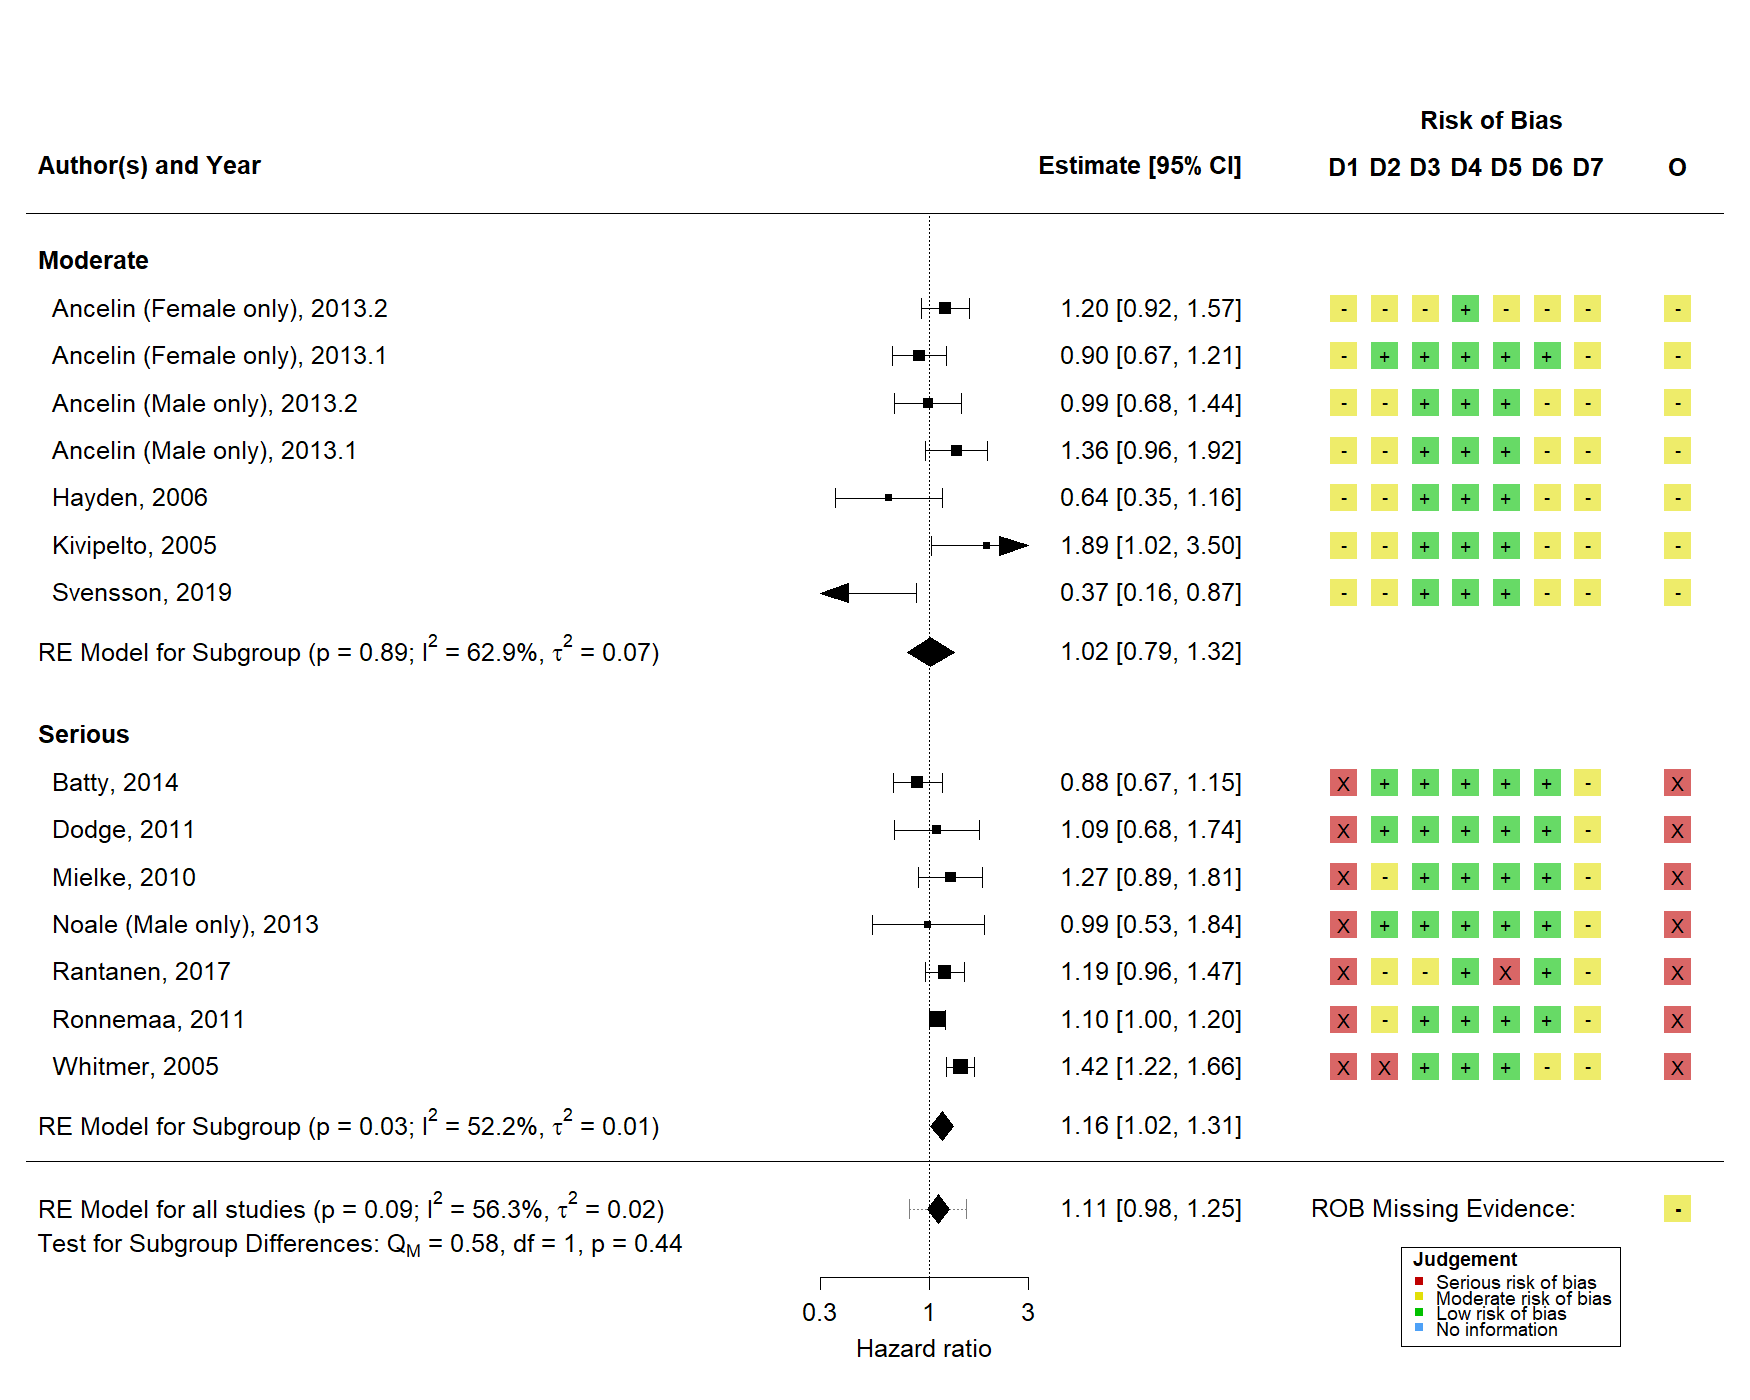 Risk of Bias
Author(s) and Year Estimate [95% CI] D1 D2 D3 D4 D5 D6 D7 O
Moderate
Ancelin (Female only), 2013.2 1.20 [0.92, 1.57] - - - + - - - -
Ancelin (Female only), 2013.1 0.90 [0.67, 1.21] - + + + + + - -
Ancelin (Male only), 2013.2 0.99 [0.68, 1.44] - - + + + - - -
Ancelin (Male only), 2013.1 1.36 [0.96, 1.92] - - + + + - - -
Hayden, 2006 0.64 [0.35, 1.16] - - + + + - - -
Kivipelto, 2005 1.89 [1.02, 3.50] - - + + + - - -
Svensson, 2019 0.37 [0.16, 0.87] - - + + + - - -
RE Model for Subgroup (p = 0.89; I² = 62.9%, τ² = 0.07) 1.02 [0.79, 1.32]
Serious
Batty, 2014 0.88 [0.67, 1.15] X + + + + + - X
Dodge, 2011 1.09 [0.68, 1.74] X + + + + + - X
Mielke, 2010 1.27 [0.89, 1.81] X - + + + + - X
Noale (Male only), 2013 0.99 [0.53, 1.84] X + + + + + - X
Rantanen, 2017 1.19 [0.96, 1.47] X - - + X + - X
Ronnemaa, 2011 1.10 [1.00, 1.20] X - + + + + - X
Whitmer, 2005 1.42 [1.22, 1.66] X X + + + - - X
RE Model for Subgroup (p = 0.03; I² = 52.2%, τ² = 0.01) 1.16 [1.02, 1.31]
RE Model for all studies (p = 0.09; I² = 56.3%, τ² = 0.02) 1.11 [0.98, 1.25] ROB Missing Evidence: -
Test for Subgroup Differences: Q_M = 0.58, df = 1, p = 0.44
0.3 1 3
Hazard ratio
Judgement
Serious risk of bias
Moderate risk of bias
Low risk of bias
No information